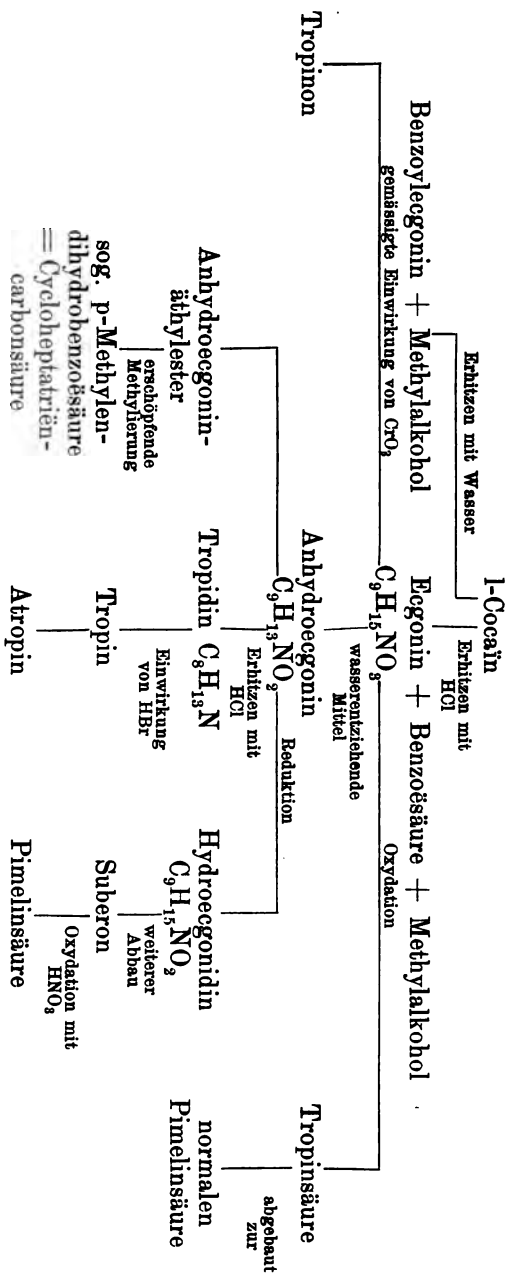 l-Cocaïn
Erhitzen mit Wasser
Erhitzen mit
HCl
Benzoylecgonin + Methylalkohol
Ecgonin + Benzoësäure + Methylalkohol
C₉H₁₅NO₃
gemässigte Einwirkung von CrO₃
Oxydation
wasserentziehende
Mittel
Tropinon
Anhydroecgonin
C₉H₁₃NO₂
Tropinsäure
Reduktion
Erhitzen mit
HCl
abgebaut
zur
Anhydroecgonin-
äthylester
Tropidin C₈H₁₃N
Hydroecgonidin
C₉H₁₅NO₂
normalen
Pimelinsäure
erschöpfende
Methylierung
Einwirkung
von HBr
weiterer
Abbau
sog. p-Methylen-
dihydrobenzoësäure
= Cycloheptatriën-
carbonsäure
Tropin
Suberon
Oxydation mit
HNO₃
Atropin
Pimelinsäure